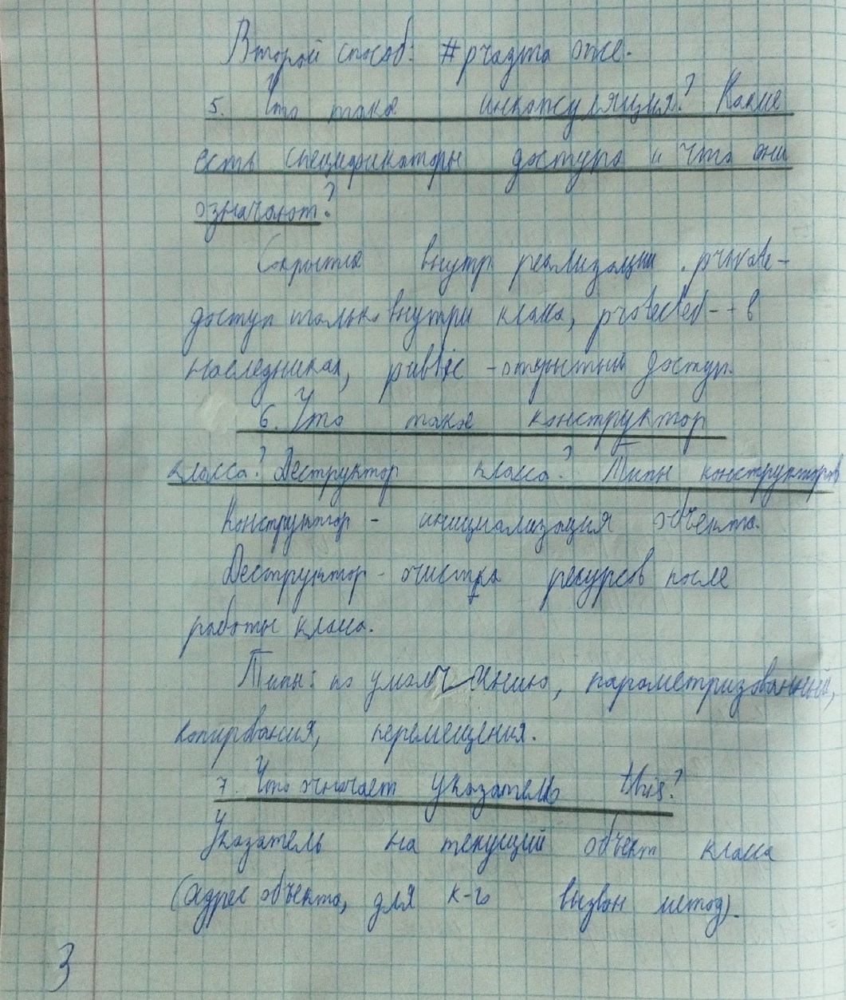 Второй способ: #pragma once.
5. Что такое инкапсуляция? Какие
есть спецификаторы доступа и что они
означают?
Сокрытие внутр реализации. private -
доступ только внутри класса, protected - + в
наследниках, public - открытый доступ.
6. Что такое конструктор
класса? Деструктор класса? Типы конструкторов
Конструктор - инициализация объекта.
Деструктор - очистка ресурсов после
работы класса.
Типы: по умолчанию, параметризованный,
копирования, перемещения.
7. Что означает указатель this?
Указатель на текущий объект класса
(адрес объекта, для к-го вызван метод).
3